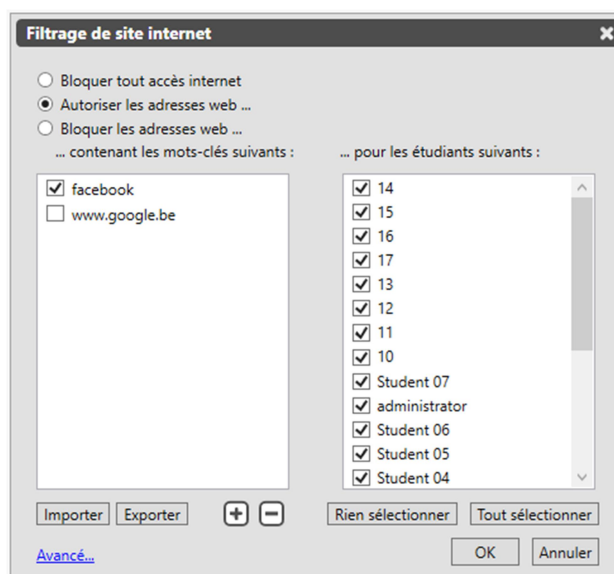 Filtrage de site internet
Bloquer tout accès internet
Autoriser les adresses web ...
Bloquer les adresses web ...
... contenant les mots-clés suivants :
... pour les étudiants suivants :
facebook
www.google.be
14
15
16
17
13
12
11
10
Student 07
administrator
Student 06
Student 05
Student 04
Importer
Exporter
Rien sélectionner
Tout sélectionner
Avancé...
OK
Annuler